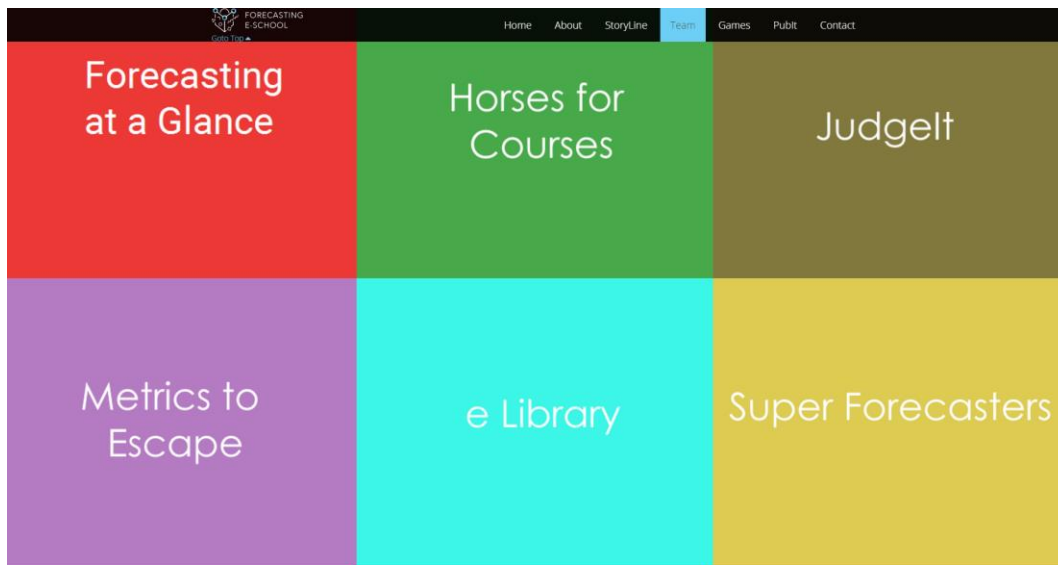 FORECASTING
E-SCHOOL
Goto Top
Home About StoryLine Team Games PubIt Contact
Forecasting
at a Glance
Horses for
Courses
JudgeIt
Metrics to
Escape
e Library
Super Forecasters